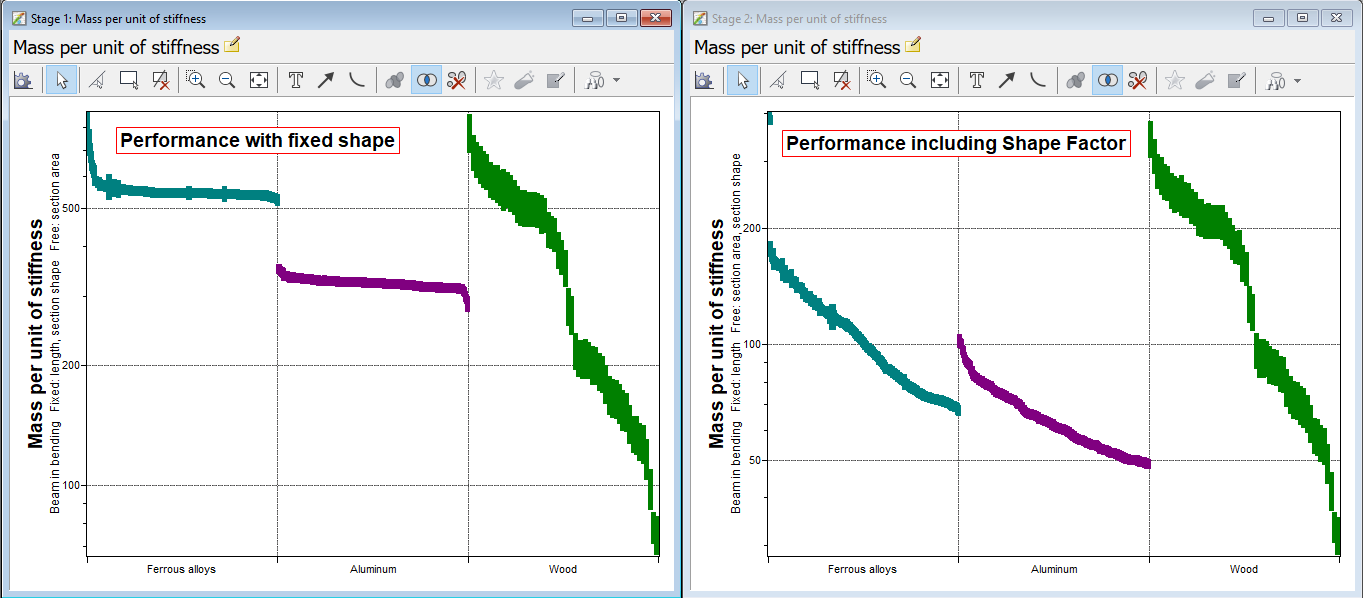 Stage 1: Mass per unit of stiffness
Mass per unit of stiffness
Performance with fixed shape
Mass per unit of stiffness
Beam in bending Fixed: length, section shape Free: section area
500
200
100
Ferrous alloys
Aluminum
Wood
Stage 2: Mass per unit of stiffness
Mass per unit of stiffness
Performance including Shape Factor
Mass per unit of stiffness
Beam in bending Fixed: length Free: section area, section shape
200
100
50
Ferrous alloys
Aluminum
Wood